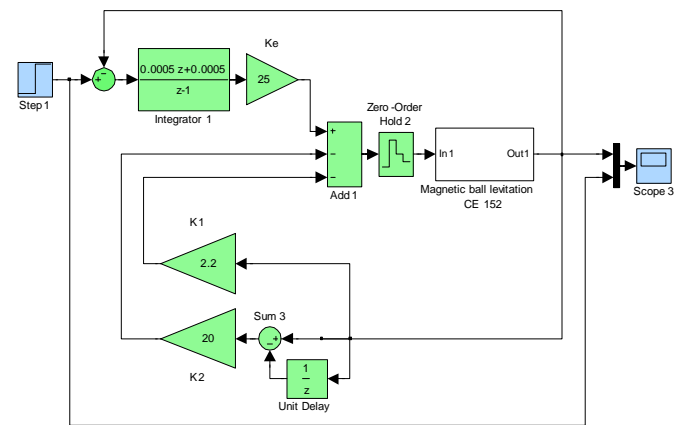 Ke
0.0005 z+0.0005
z-1
25
Step 1
Integrator 1
Zero -Order
Hold 2
In1
Out1
Add 1
Magnetic ball levitation
CE 152
Scope 3
K1
2.2
Sum 3
20
K2
1
z
Unit Delay